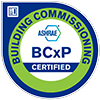 BUILDING COMMISSIONING
ASHRAE
BCxP
CERTIFIED